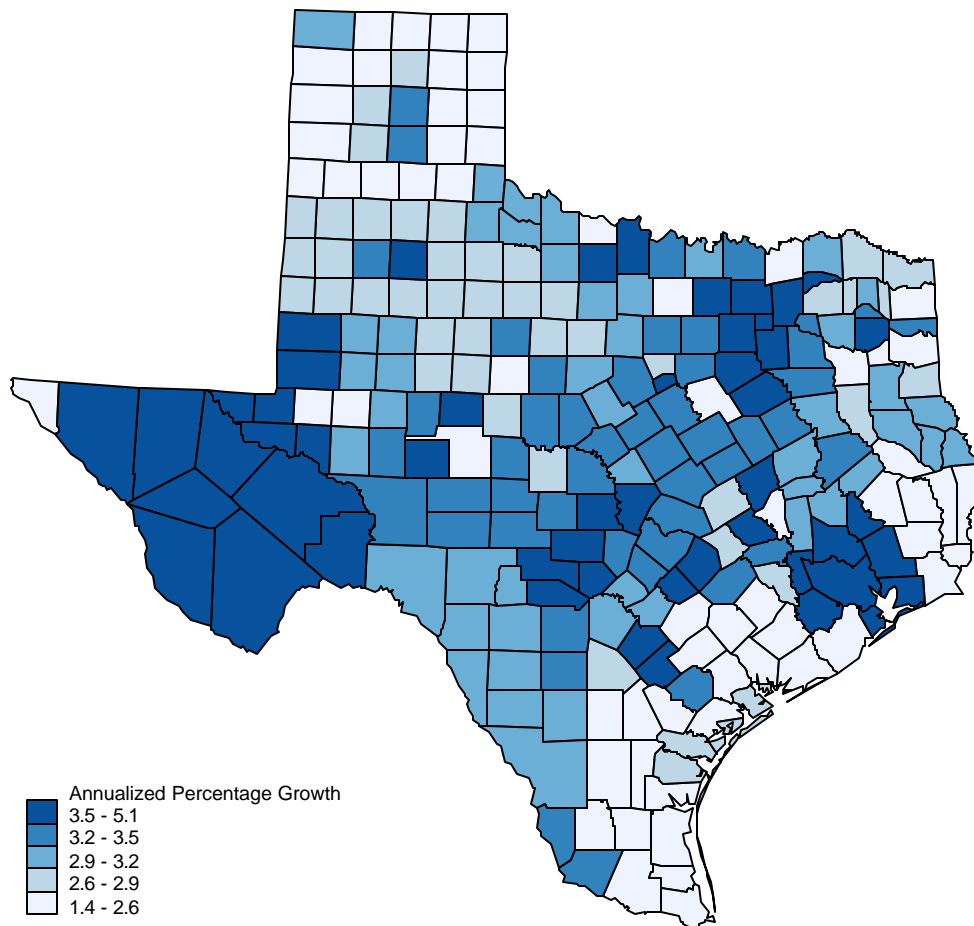 Annualized Percentage Growth
3.5 - 5.1
3.2 - 3.5
2.9 - 3.2
2.6 - 2.9
1.4 - 2.6